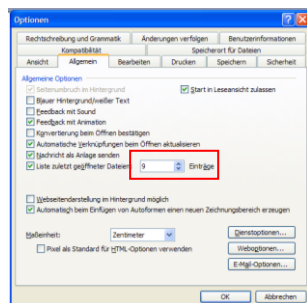 Optionen
Rechtschreibung und Grammatik Änderungen verfolgen Benutzerinformationen
Kompatibilität Speicherort für Dateien
Ansicht Allgemein Bearbeiten Drucken Speichern Sicherheit
Allgemeine Optionen
Seitenumbruch im Hintergrund Start in Leseansicht zulassen
Blauer Hintergrund/weißer Text
Feedback mit Sound
Feedback mit Animation
Konvertierung beim Öffnen bestätigen
Automatische Verknüpfungen beim Öffnen aktualisieren
Nachricht als Anlage senden
Liste zuletzt geöffneter Dateien: 9 Einträge
Webseitendarstellung im Hintergrund möglich
Automatisch beim Einfügen von Autoformen einen neuen Zeichnungsbereich erzeugen
Maßeinheit: Zentimeter Dienstoptionen...
Pixel als Standard für HTML-Optionen verwenden Weboptionen...
E-Mail-Optionen...
OK Abbrechen